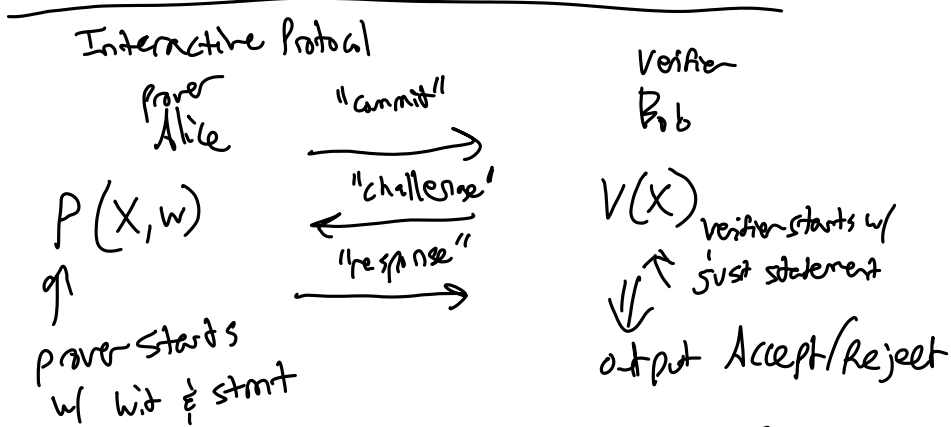 Interactive Protocol
Prover
Alice
"commit"
Verifier
Bob
"challenge"
P(X,w)
V(X)
"response"
verifier starts w/
just statement
prover starts
w/ wit & stmt
output Accept/Reject